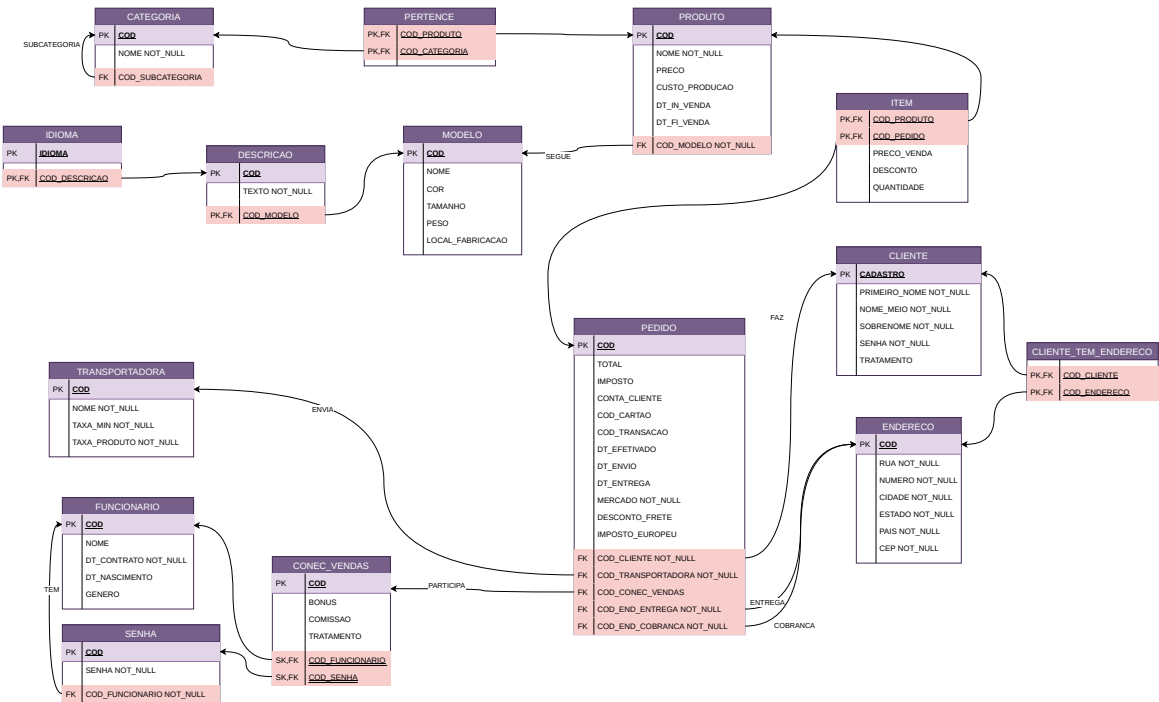 CATEGORIA
PK COD
NOME NOT_NULL
FK COD_SUBCATEGORIA
SUBCATEGORIA
PERTENCE
PK,FK COD_PRODUTO
PK,FK COD_CATEGORIA
PRODUTO
PK COD
NOME NOT_NULL
PRECO
CUSTO_PRODUCAO
DT_IN_VENDA
DT_FI_VENDA
FK COD_MODELO NOT_NULL
ITEM
PK,FK COD_PRODUTO
PK,FK COD_PEDIDO
PRECO_VENDA
DESCONTO
QUANTIDADE
IDIOMA
PK IDIOMA
PK,FK COD_DESCRICAO
DESCRICAO
PK COD
TEXTO NOT_NULL
PK,FK COD_MODELO
MODELO
PK COD
NOME
COR
TAMANHO
PESO
LOCAL_FABRICACAO
SEGUE
CLIENTE
PK CADASTRO
PRIMEIRO_NOME NOT_NULL
NOME_MEIO NOT_NULL
SOBRENOME NOT_NULL
SENHA NOT_NULL
TRATAMENTO
FAZ
CLIENTE_TEM_ENDERECO
PK,FK COD_CLIENTE
PK,FK COD_ENDERECO
PEDIDO
PK COD
TOTAL
IMPOSTO
CONTA_CLIENTE
COD_CARTAO
COD_TRANSACAO
DT_EFETIVADO
DT_ENVIO
DT_ENTREGA
MERCADO NOT_NULL
DESCONTO_FRETE
IMPOSTO_EUROPEU
FK COD_CLIENTE NOT_NULL
FK COD_TRANSPORTADORA NOT_NULL
FK COD_CONEC_VENDAS
FK COD_END_ENTREGA NOT_NULL
FK COD_END_COBRANCA NOT_NULL
ENDERECO
PK COD
RUA NOT_NULL
NUMERO NOT_NULL
CIDADE NOT_NULL
ESTADO NOT_NULL
PAIS NOT_NULL
CEP NOT_NULL
ENTREGA
COBRANCA
TRANSPORTADORA
PK COD
NOME NOT_NULL
TAXA_MIN NOT_NULL
TAXA_PRODUTO NOT_NULL
ENVIA
FUNCIONARIO
PK COD
NOME
DT_CONTRATO NOT_NULL
DT_NASCIMENTO
GENERO
TEM
CONEC_VENDAS
PK COD
BONUS
COMISSAO
TRATAMENTO
SK,FK COD_FUNCIONARIO
SK,FK COD_SENHA
PARTICIPA
SENHA
PK COD
SENHA NOT_NULL
FK COD_FUNCIONARIO NOT_NULL